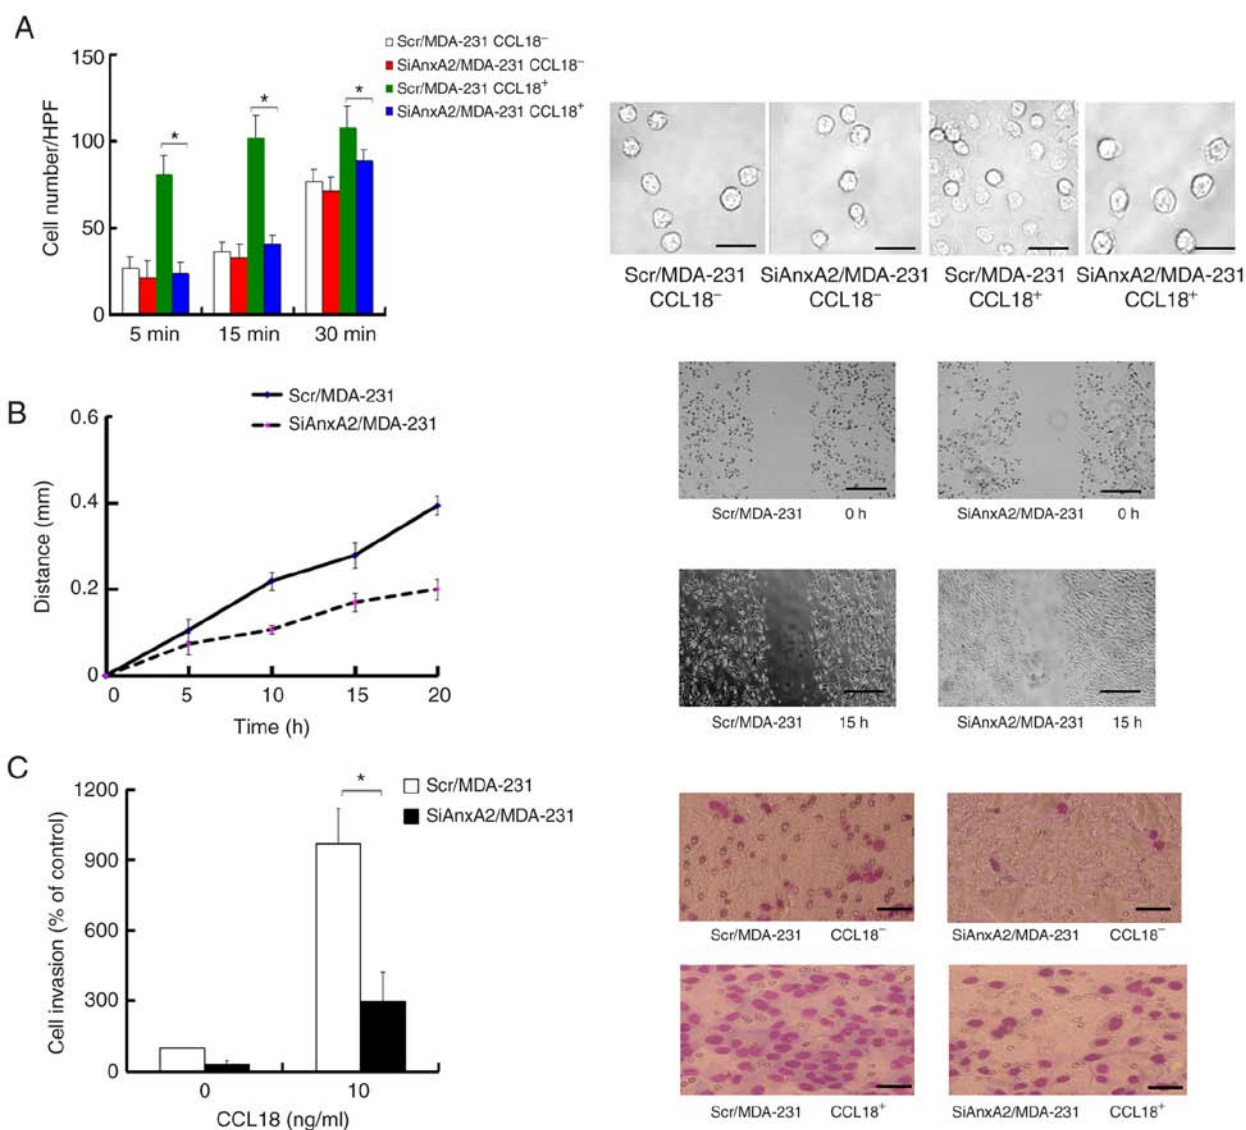 A
Scr/MDA-231 CCL18⁻
SiAnxA2/MDA-231 CCL18⁻
Scr/MDA-231 CCL18⁺
SiAnxA2/MDA-231 CCL18⁺
150
100
50
0
Cell number/HPF
* * *
5 min 15 min 30 min
Scr/MDA-231 SiAnxA2/MDA-231 Scr/MDA-231 SiAnxA2/MDA-231
CCL18⁻ CCL18⁻ CCL18⁺ CCL18⁺
B
Scr/MDA-231
SiAnxA2/MDA-231
0.6
0.4
0.2
0
Distance (mm)
0 5 10 15 20
Time (h)
Scr/MDA-231 0 h SiAnxA2/MDA-231 0 h
Scr/MDA-231 15 h SiAnxA2/MDA-231 15 h
C
Scr/MDA-231
SiAnxA2/MDA-231
1200
900
600
300
0
Cell invasion (% of control)
*
0 10
CCL18 (ng/ml)
Scr/MDA-231 CCL18⁻ SiAnxA2/MDA-231 CCL18⁻
Scr/MDA-231 CCL18⁺ SiAnxA2/MDA-231 CCL18⁺